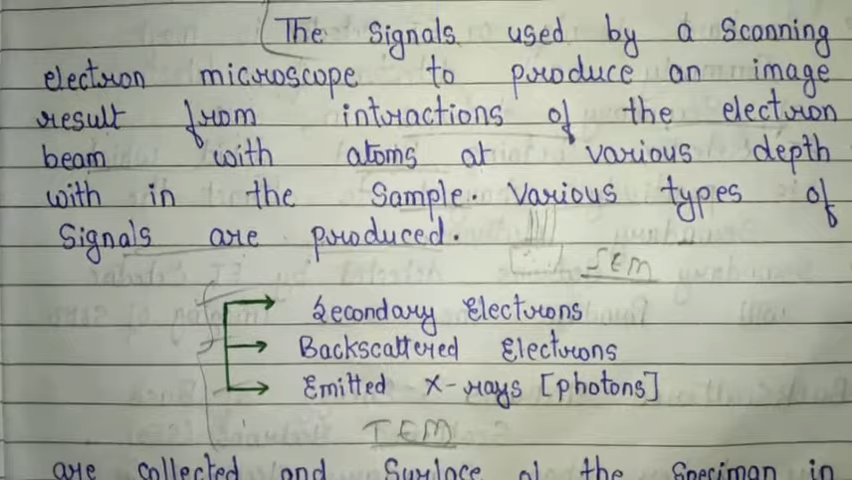 The Signals used by a Scanning
electron microscope to produce an image
result from intractions of the electron
beam with atoms at various depth
with in the Sample. Various types of
Signals are produced.
SEM
Secondary Electrons
Backscattered Electrons
Emitted X-rays [photons]
TEM
are collected and Surface of the Speciman in